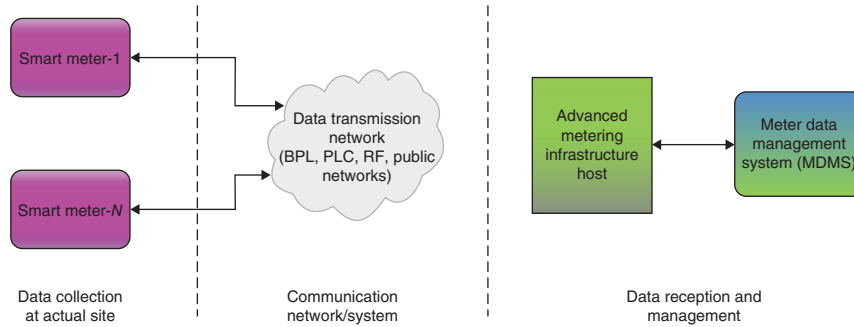 Smart meter-1
Smart meter-N
Data transmission
network
(BPL, PLC, RF, public
networks)
Advanced
metering
infrastructure
host
Meter data
management
system (MDMS)
Data collection
at actual site
Communication
network/system
Data reception and
management